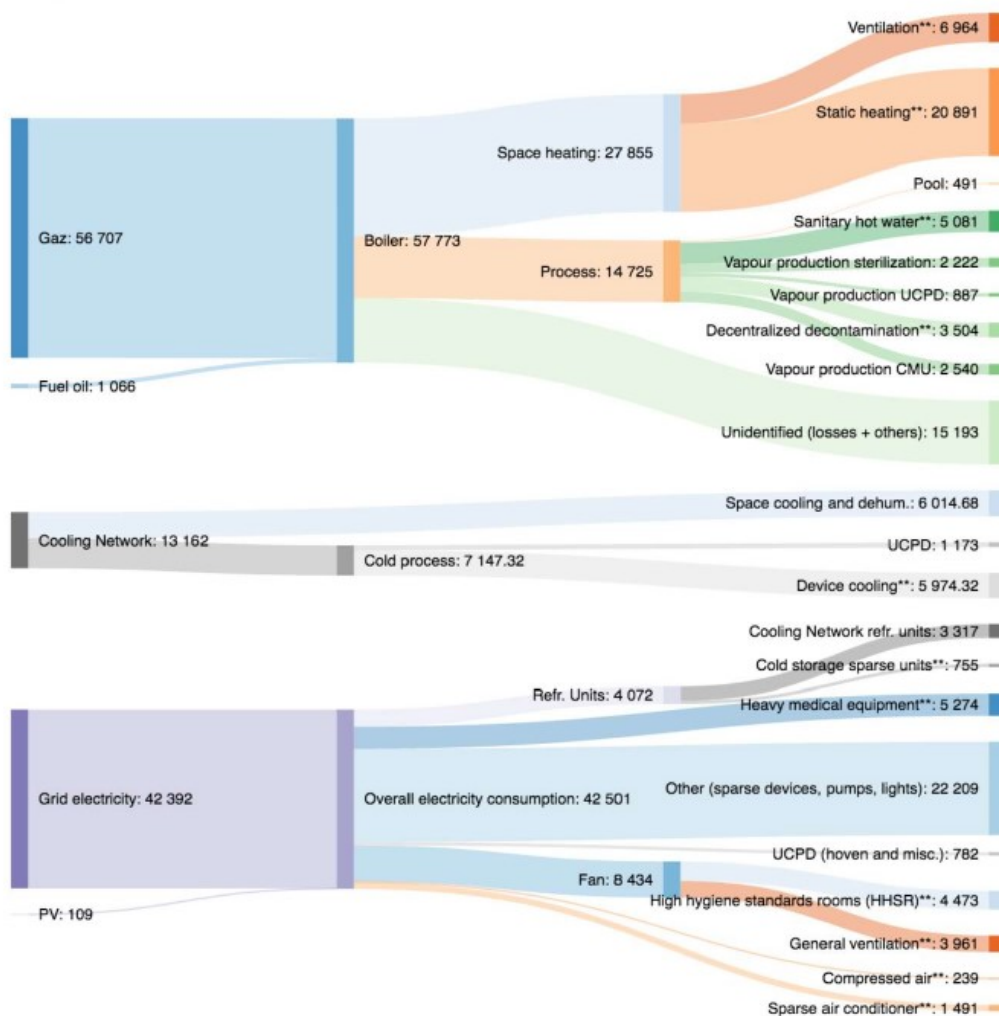 Ventilation**: 6 964
Static heating**: 20 891
Space heating: 27 855
Pool: 491
Sanitary hot water**: 5 081
Gaz: 56 707
Boiler: 57 773
Vapour production sterilization: 2 222
Process: 14 725
Vapour production UCPD: 887
Decentralized decontamination**: 3 504
Vapour production CMU: 2 540
Fuel oil: 1 066
Unidentified (losses + others): 15 193
Space cooling and dehum.: 6 014.68
Cooling Network: 13 162
UCPD: 1 173
Cold process: 7 147.32
Device cooling**: 5 974.32
Cooling Network refr. units: 3 317
Cold storage sparse units**: 755
Refr. Units: 4 072
Heavy medical equipment**: 5 274
Other (sparse devices, pumps, lights): 22 209
Grid electricity: 42 392
Overall electricity consumption: 42 501
UCPD (hoven and misc.): 782
Fan: 8 434
High hygiene standards rooms (HHSR)**: 4 473
PV: 109
General ventilation**: 3 961
Compressed air**: 239
Sparse air conditioner**: 1 491